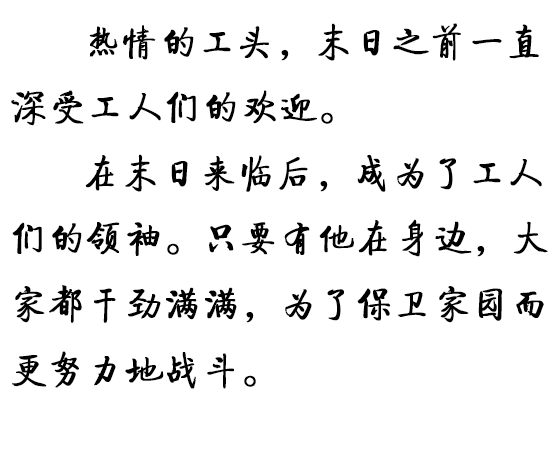 热情的工头，末日之前一直
深受工人们的欢迎。
在末日来临后，成为了工人
们的领袖。只要有他在身边，大
家都干劲满满，为了保卫家园而
更努力地战斗。